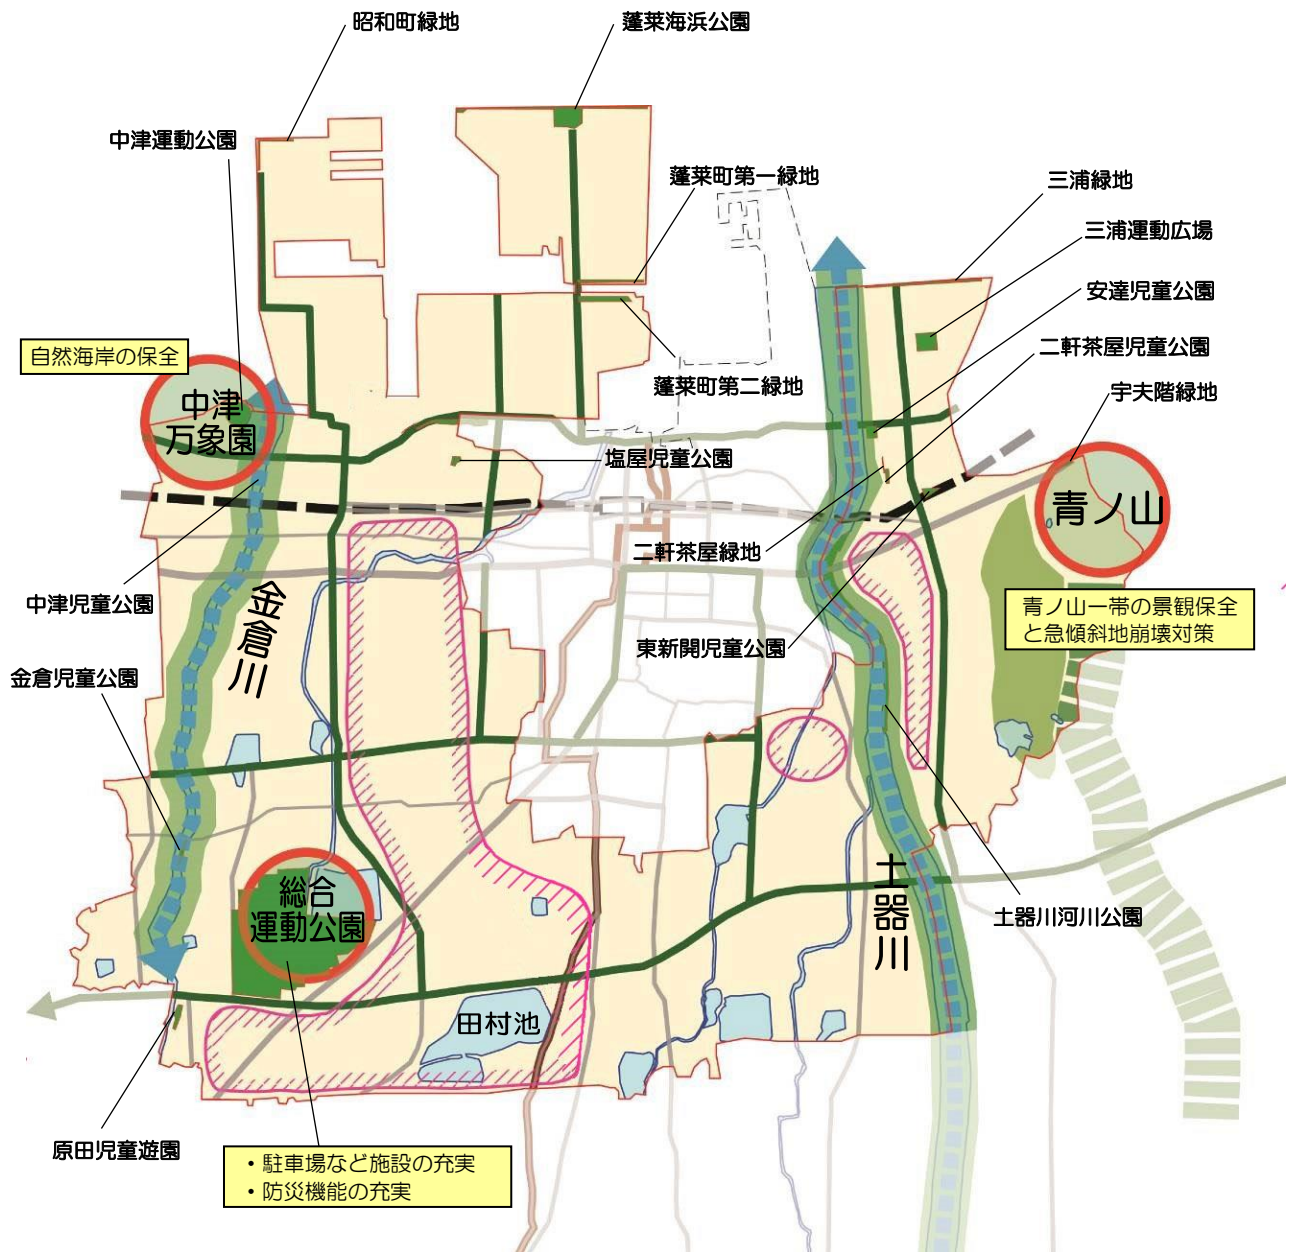 昭和町緑地
蓬莱海浜公園
中津運動公園
蓬莱町第一緑地
三浦緑地
三浦運動広場
安達児童公園
自然海岸の保全
二軒茶屋児童公園
蓬莱町第二緑地
宇夫階緑地
中津
万象園
塩屋児童公園
青ノ山
二軒茶屋緑地
中津児童公園
金倉川
青ノ山一帯の景観保全
と急傾斜地崩壊対策
東新開児童公園
金倉児童公園
総合
運動公園
土器川
土器川河川公園
田村池
原田児童遊園
・駐車場など施設の充実
・防災機能の充実